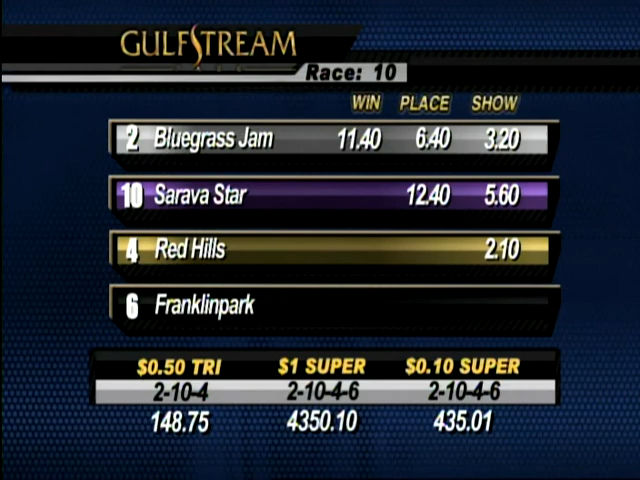 GULFSTREAM
Race: 10
WIN PLACE SHOW
2 Bluegrass Jam 11.40 6.40 3.20
10 Sarava Star 12.40 5.60
4 Red Hills 2.10
6 Franklinpark
$0.50 TRI $1 SUPER $0.10 SUPER
2-10-4 2-10-4-6 2-10-4-6
148.75 4350.10 435.01